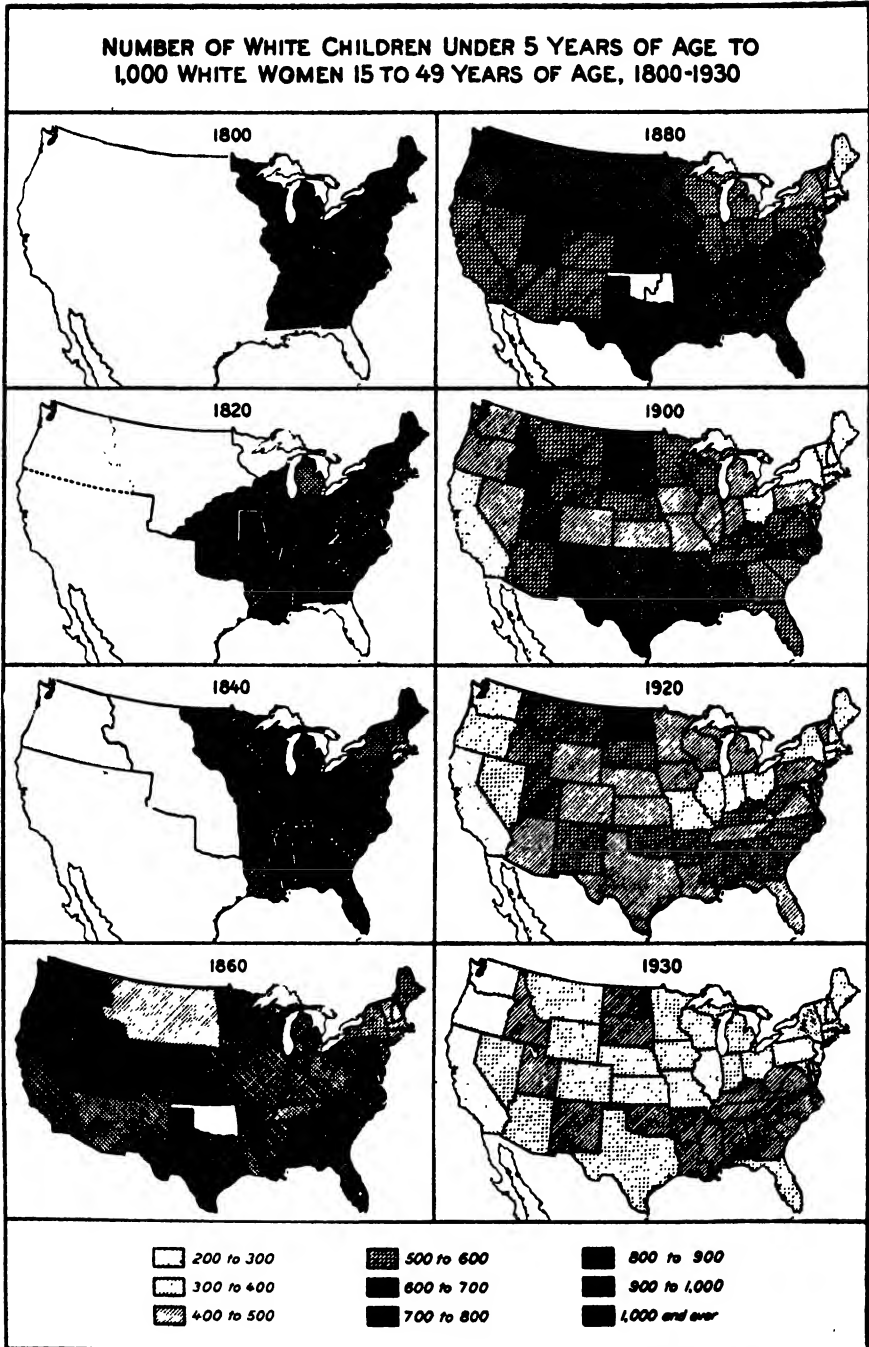 NUMBER OF WHITE CHILDREN UNDER 5 YEARS OF AGE TO
1,000 WHITE WOMEN 15 TO 49 YEARS OF AGE, 1800-1930
1800
1880
1820
1900
1840
1920
1860
1930
200 to 300
300 to 400
400 to 500
500 to 600
600 to 700
700 to 800
800 to 900
900 to 1,000
1,000 and over